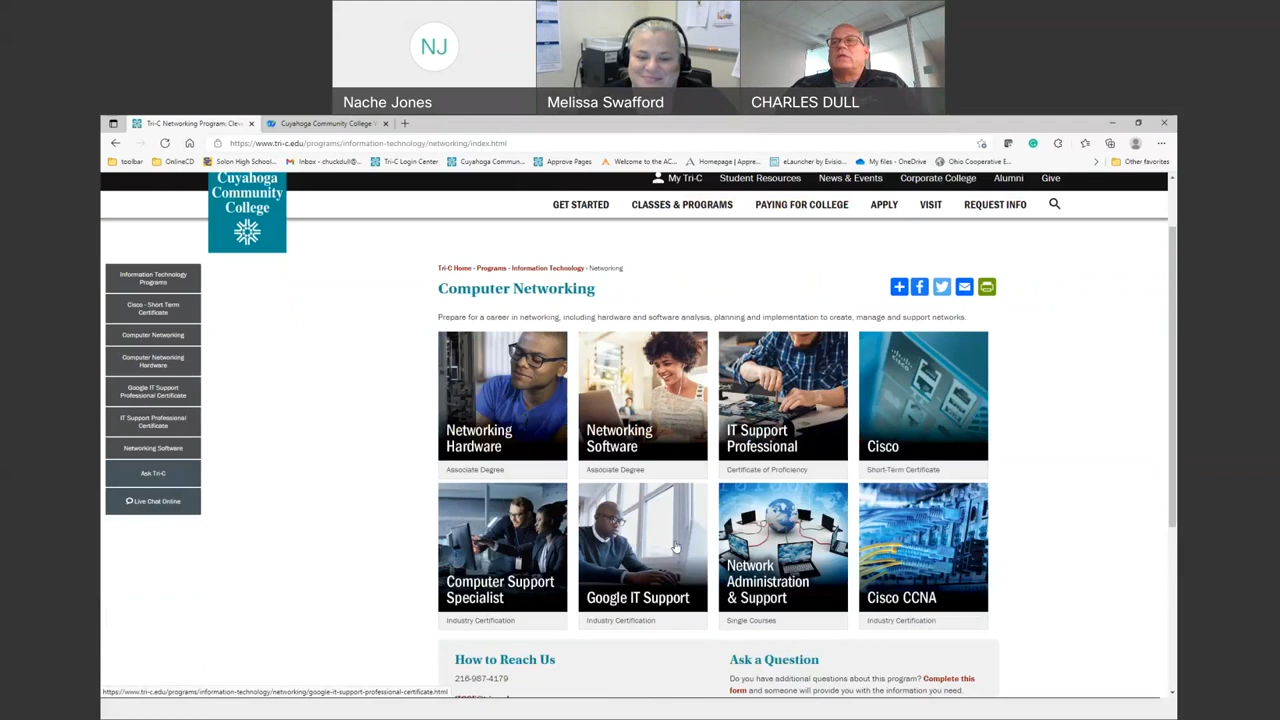 NJ
Nache Jones
Melissa Swafford
CHARLES DULL
Tri-C Networking Program: Cleve
Cuyahoga Community College
https://www.tri-c.edu/programs/information-technology/networking/index.html
toolbar
OnlineCD
Solon High School...
Inbox - chuckdull@...
Tri-C Login Center
Cuyahoga Commun...
Approve Pages
Welcome to the AC...
Homepage | Appre...
eLauncher by Evisio...
My files - OneDrive
Ohio Cooperative E...
Other favorites
Cuyahoga
Community
College
My Tri-C
Student Resources
News & Events
Corporate College
Alumni
Give
GET STARTED
CLASSES & PROGRAMS
PAYING FOR COLLEGE
APPLY
VISIT
REQUEST INFO
Information Technology
Programs
Cisco - Short Term
Certificate
Computer Networking
Computer Networking
Hardware
Google IT Support
Professional Certificate
IT Support Professional
Certificate
Networking Software
Ask Tri-C
Live Chat Online
Tri-C Home - Programs - Information Technology - Networking
Computer Networking
Prepare for a career in networking, including hardware and software analysis, planning and implementation to create, manage and support networks.
Networking
Hardware
Associate Degree
Networking
Software
Associate Degree
IT Support
Professional
Certificate of Proficiency
Cisco
Short-Term Certificate
Computer Support
Specialist
Industry Certification
Google IT Support
Industry Certification
Network
Administration
& Support
Single Courses
Cisco CCNA
Industry Certification
How to Reach Us
216-987-4179
Ask a Question
Do you have additional questions about this program? Complete this
form and someone will provide you with the information you need.
https://www.tri-c.edu/programs/information-technology/networking/google-it-support-professional-certificate.html